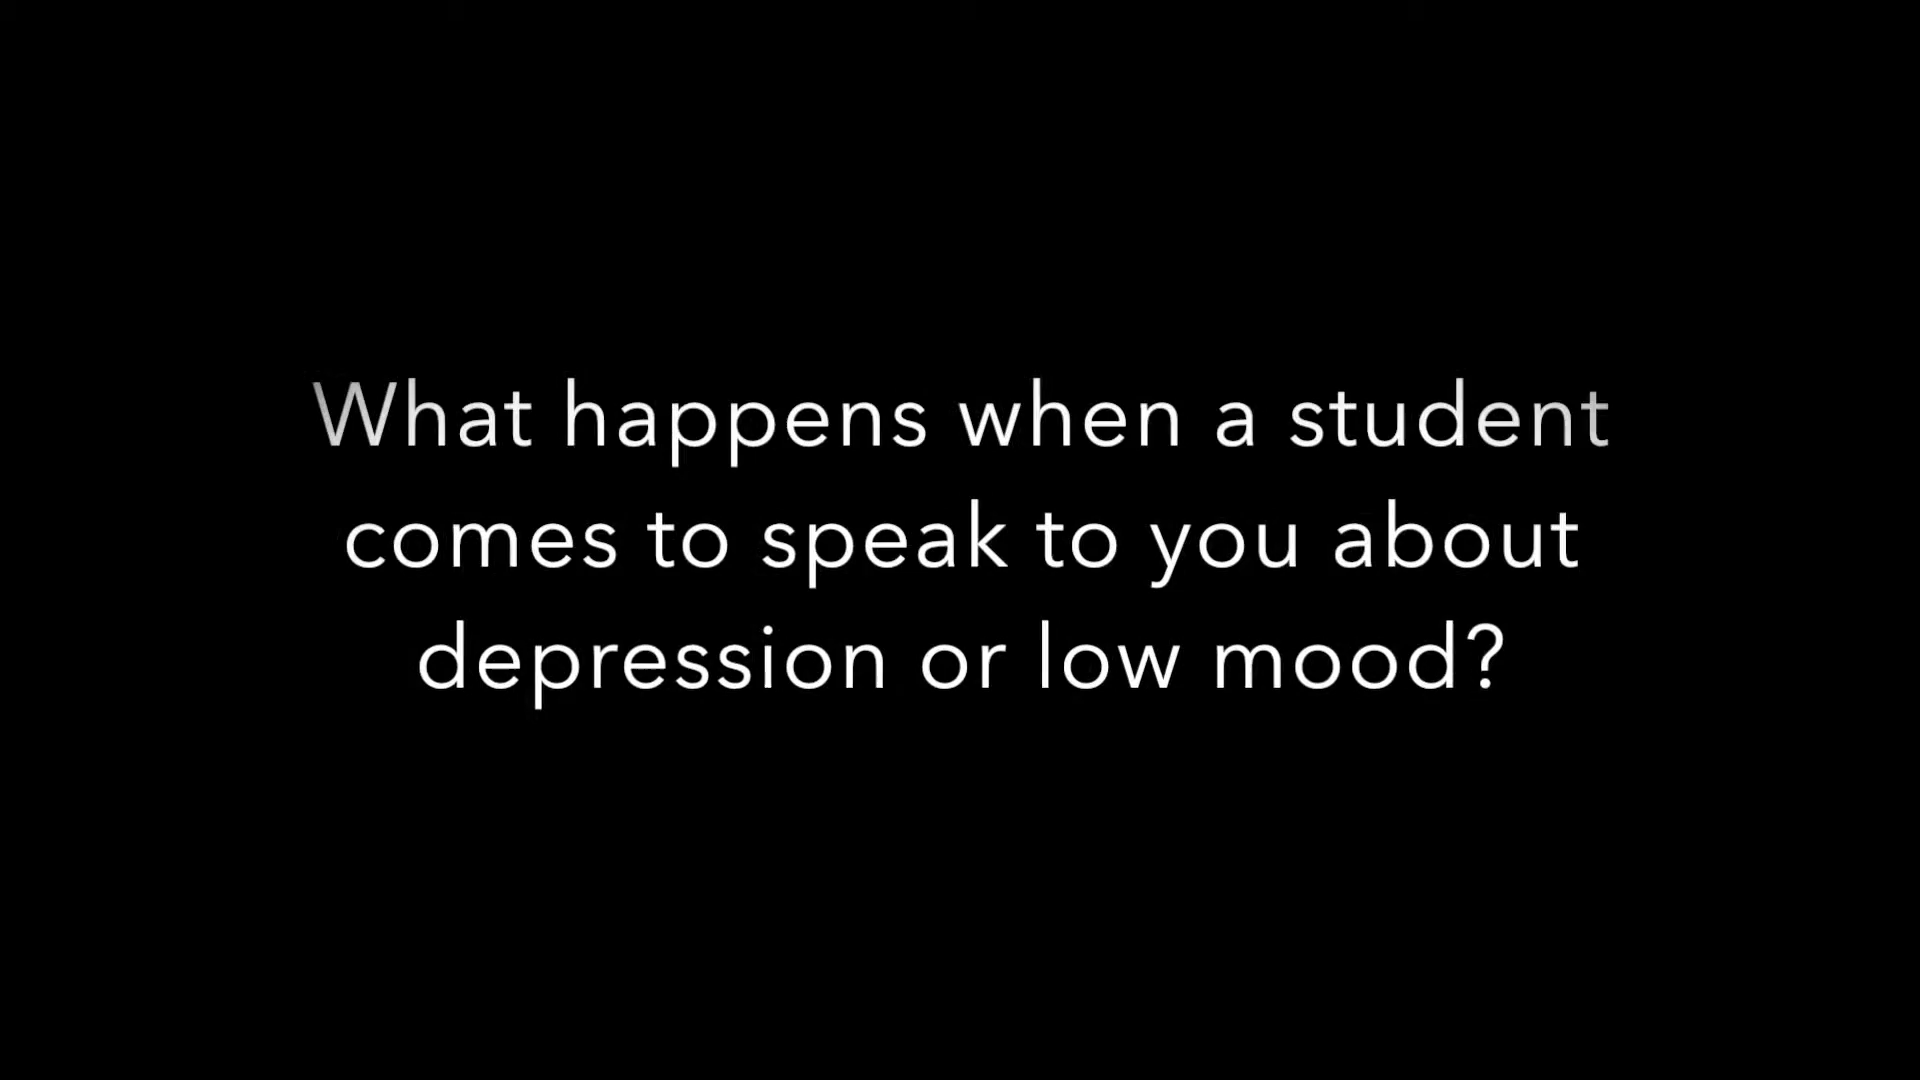 What happens when a student
comes to speak to you about
depression or low mood?